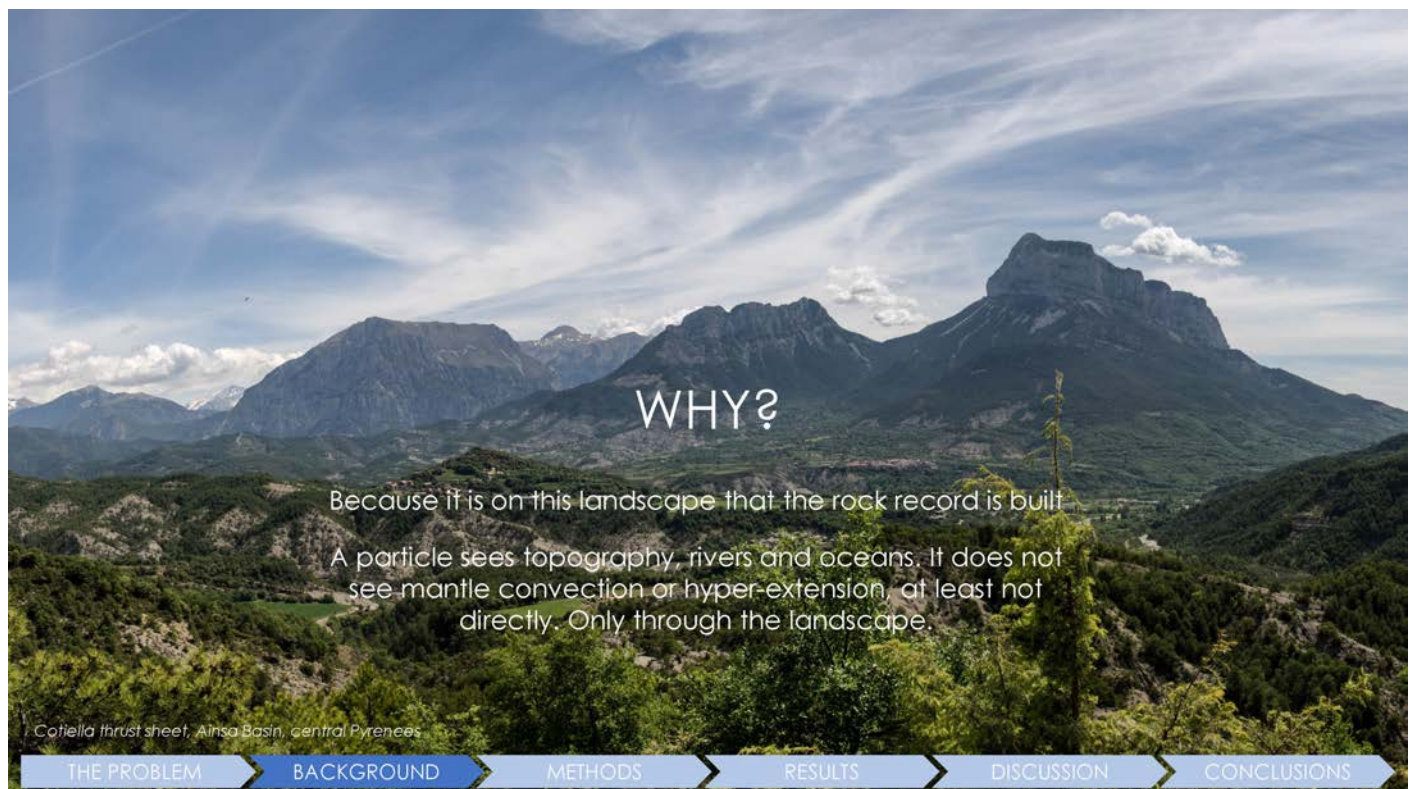 WHY?
Because it is on this landscape that the rock record is built
A particle sees topography, rivers and oceans. It does not
see mantle convection or hyper-extension, at least not
directly. Only through the landscape.
Cotiella thrust sheet, Ainsa Basin, central Pyrenees
THE PROBLEM
BACKGROUND
METHODS
RESULTS
DISCUSSION
CONCLUSIONS